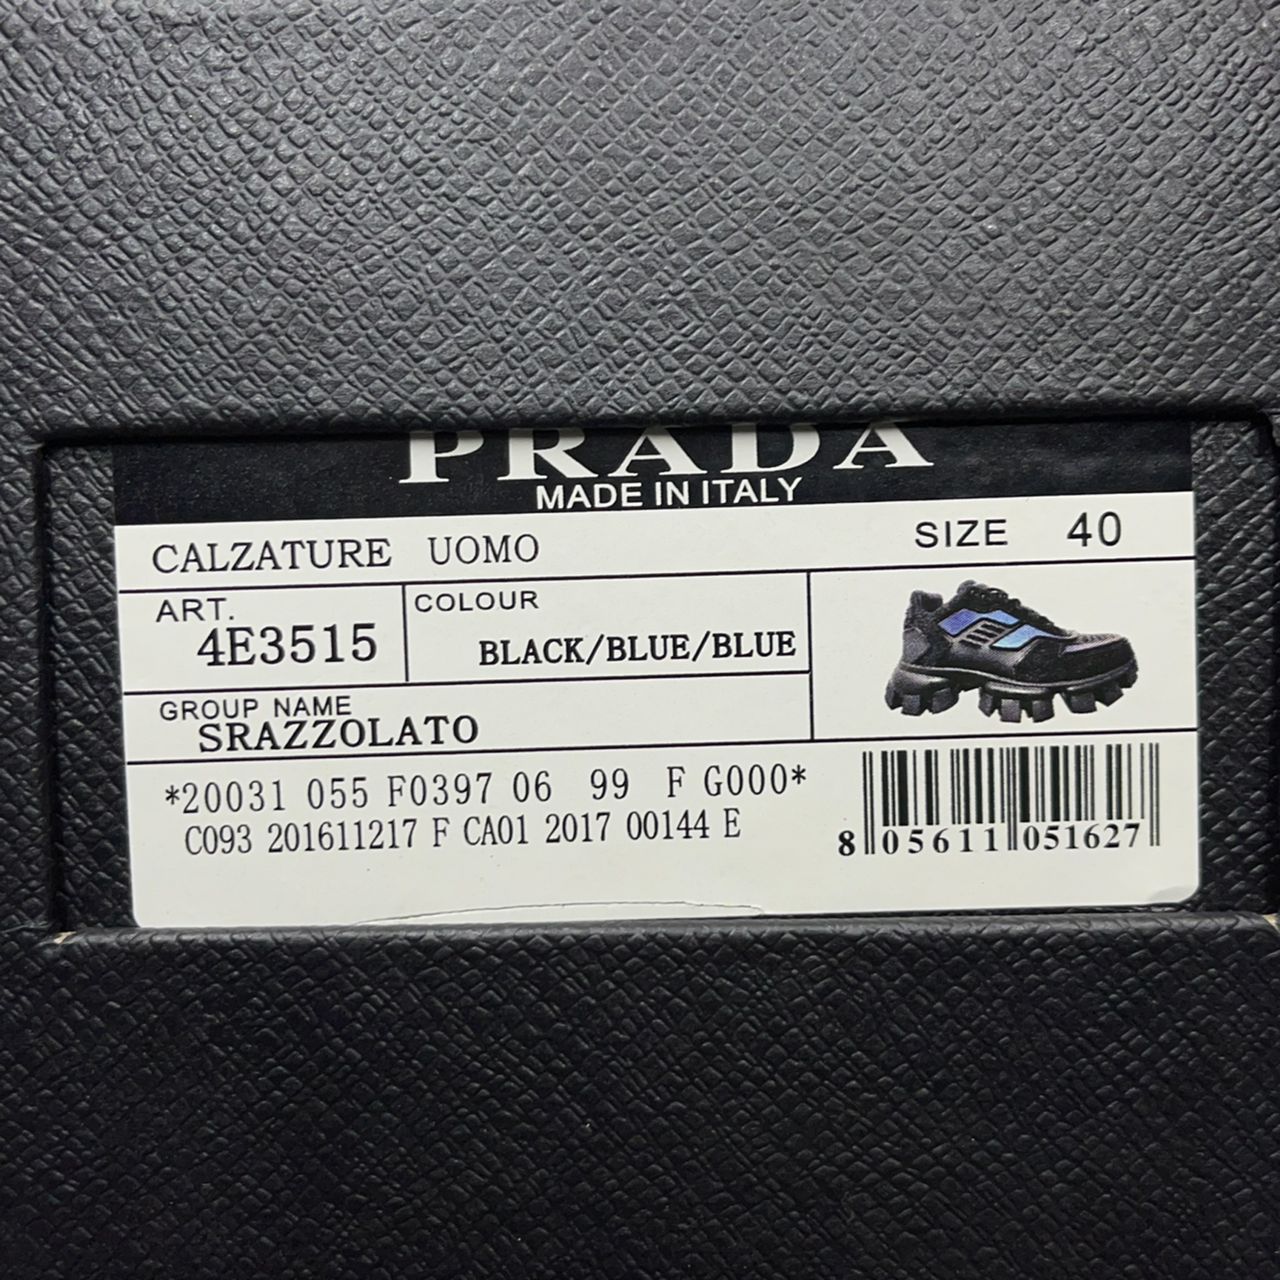 PRADA
MADE IN ITALY
CALZATURE UOMO SIZE 40
ART. COLOUR
4E3515 BLACK/BLUE/BLUE
GROUP NAME
SRAZZOLATO
*20031 055 F0397 06 99 F G000*
C093 201611217 F CA01 2017 00144 E
8 05611 051627